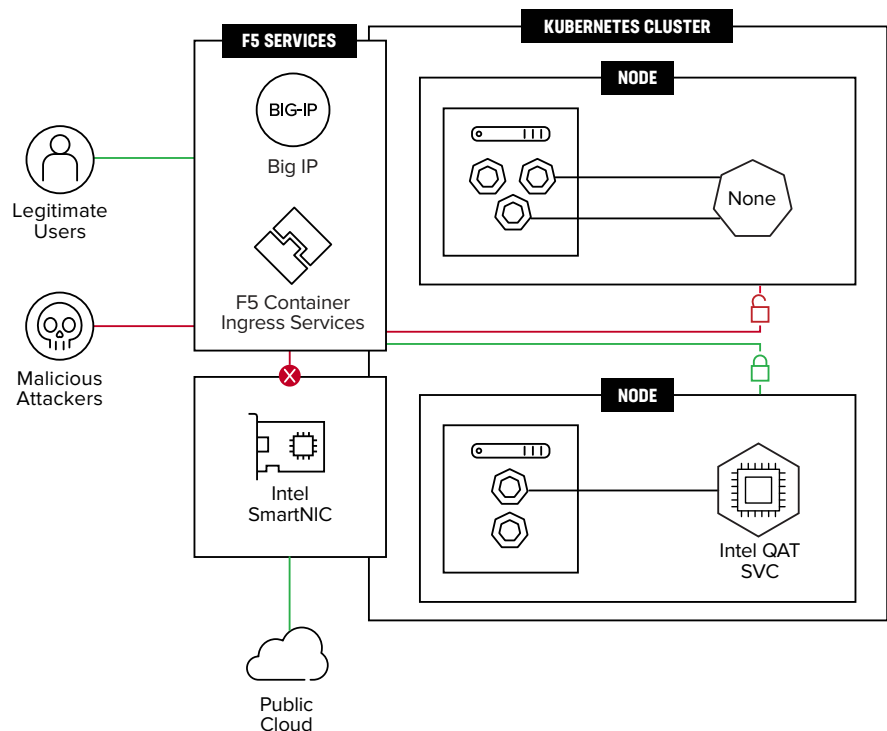 F5 SERVICES
KUBERNETES CLUSTER
BIG-IP
Big IP
NODE
None
Legitimate
Users
F5 Container
Ingress Services
Malicious
Attackers
NODE
Intel
SmartNIC
Intel QAT
SVC
Public
Cloud